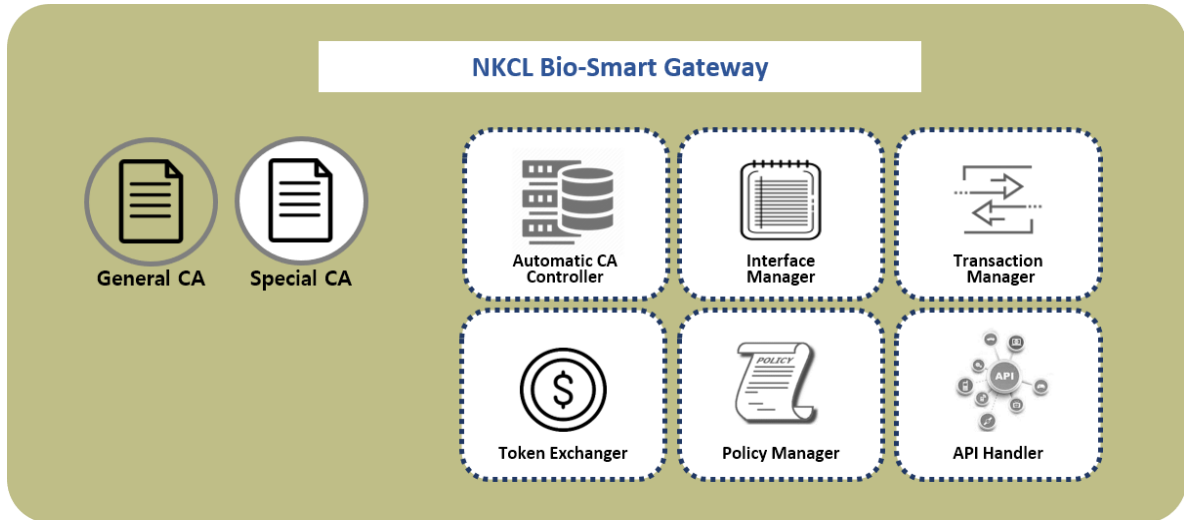 NKCL Bio-Smart Gateway
General CA
Special CA
Automatic CA
Controller
Interface
Manager
Transaction
Manager
POLICY
API
Token Exchanger
Policy Manager
API Handler